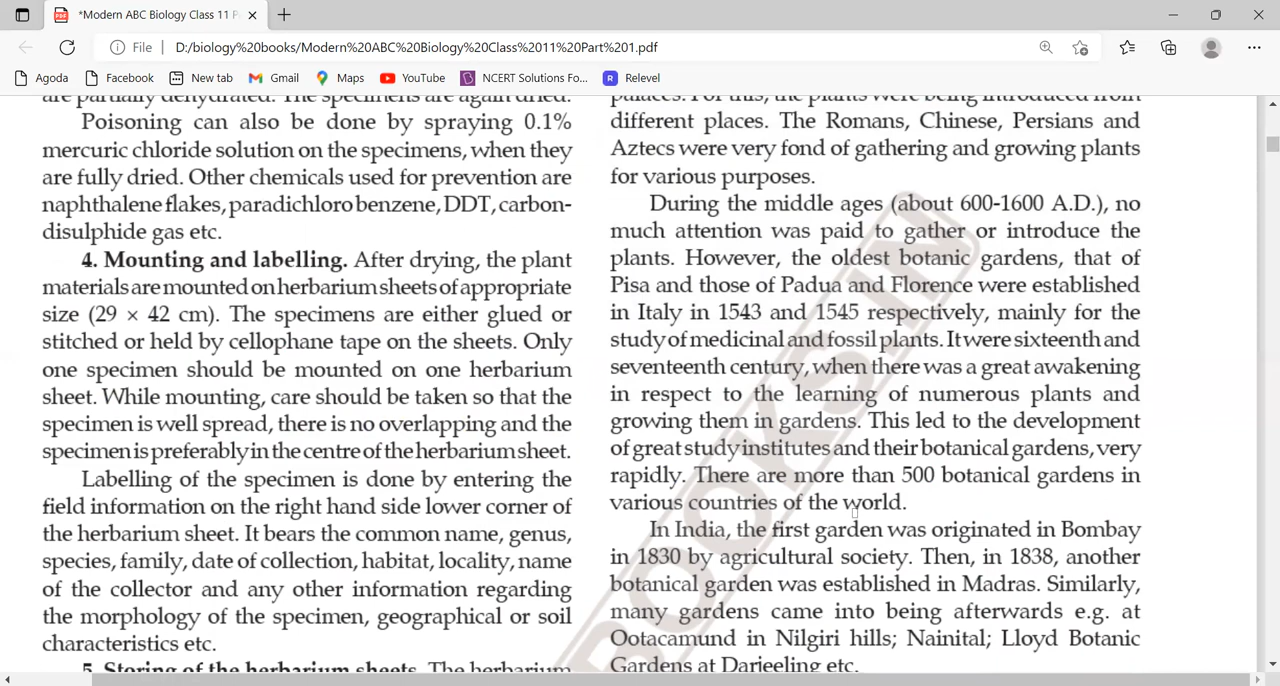 *Modern ABC Biology Class 11 P
File
D:/biology%20books/Modern%20ABC%20Biology%20Class%2011%20Part%201.pdf
Agoda
Facebook
New tab
Gmail
Maps
YouTube
NCERT Solutions Fo...
Relevel
are partially dehydrated. The specimens are again dried.
Poisoning can also be done by spraying 0.1%
mercuric chloride solution on the specimens, when they
are fully dried. Other chemicals used for prevention are
naphthalene flakes, paradichloro benzene, DDT, carbon-
disulphide gas etc.
4. Mounting and labelling. After drying, the plant
materials are mounted on herbarium sheets of appropriate
size (29 × 42 cm). The specimens are either glued or
stitched or held by cellophane tape on the sheets. Only
one specimen should be mounted on one herbarium
sheet. While mounting, care should be taken so that the
specimen is well spread, there is no overlapping and the
specimen is preferably in the centre of the herbarium sheet.
Labelling of the specimen is done by entering the
field information on the right hand side lower corner of
the herbarium sheet. It bears the common name, genus,
species, family, date of collection, habitat, locality, name
of the collector and any other information regarding
the morphology of the specimen, geographical or soil
characteristics etc.
5. Storing of the herbarium sheets. The herbarium
palaces. For this, the plants were being introduced from
different places. The Romans, Chinese, Persians and
Aztecs were very fond of gathering and growing plants
for various purposes.
During the middle ages (about 600-1600 A.D.), no
much attention was paid to gather or introduce the
plants. However, the oldest botanic gardens, that of
Pisa and those of Padua and Florence were established
in Italy in 1543 and 1545 respectively, mainly for the
study of medicinal and fossil plants. It were sixteenth and
seventeenth century, when there was a great awakening
in respect to the learning of numerous plants and
growing them in gardens. This led to the development
of great study institutes and their botanical gardens, very
rapidly. There are more than 500 botanical gardens in
various countries of the world.
In India, the first garden was originated in Bombay
in 1830 by agricultural society. Then, in 1838, another
botanical garden was established in Madras. Similarly,
many gardens came into being afterwards e.g. at
Ootacamund in Nilgiri hills; Nainital; Lloyd Botanic
Gardens at Darjeeling etc.
BOOKS.IN